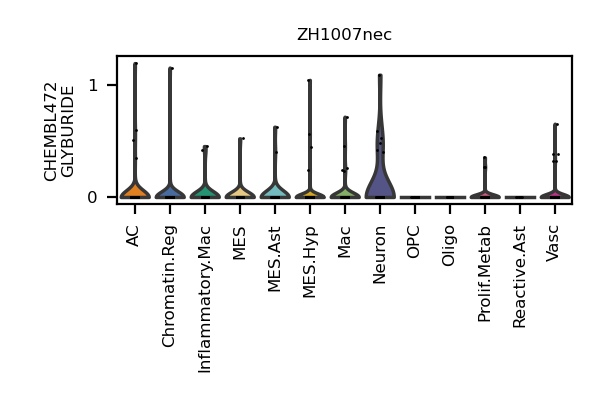 ZH1007nec
CHEMBL472
GLYBURIDE
1
0
AC
Chromatin.Reg
Inflammatory.Mac
MES
MES.Ast
MES.Hyp
Mac
Neuron
OPC
Oligo
Prolif.Metab
Reactive.Ast
Vasc